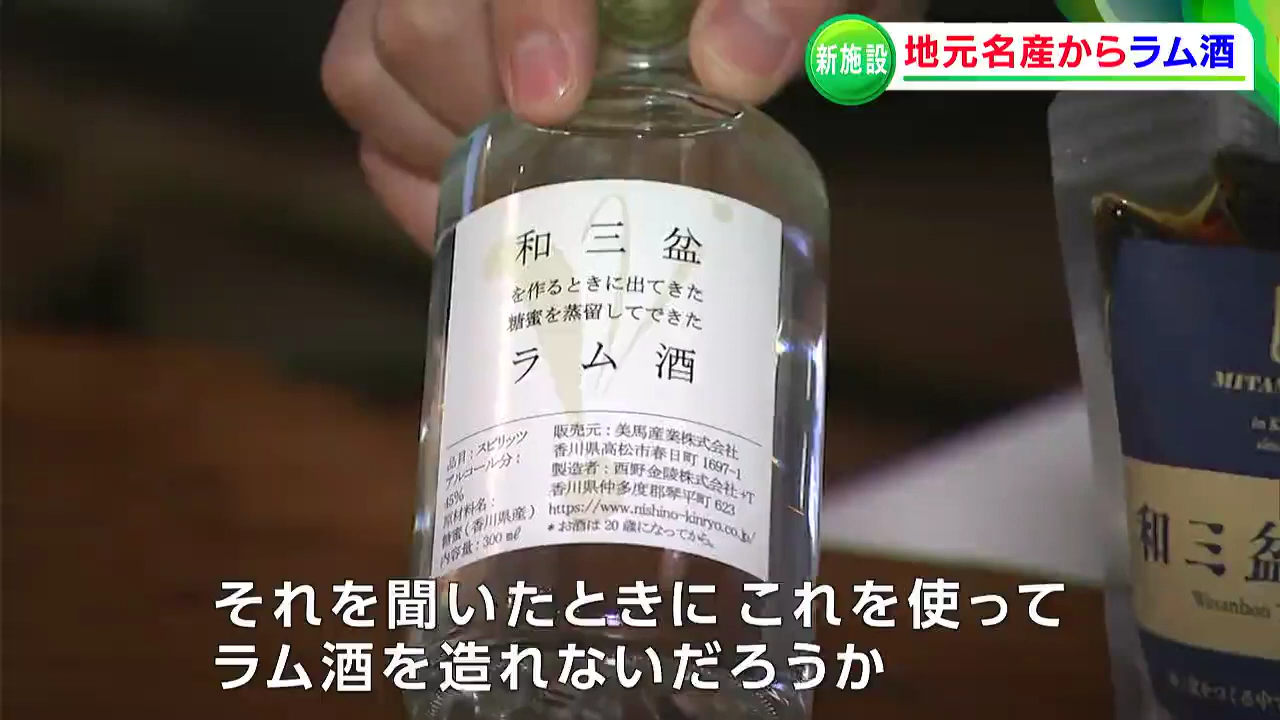 新施設
地元名産からラム酒
和三盆
を作るときに出てきた
糖蜜を蒸留してできた
ラム酒
品目：スピリッツ
アルコール分：
45%
原材料名：
糖蜜(香川県産)
内容量：300㎖
販売元：美馬産業株式会社
香川県高松市春日町 1697-1
製造者：西野金陵株式会社+T
香川県仲多度郡琴平町 623
https://www.nishino-kinryo.co.jp/
*お酒は20歳になってから。
和三盆
Wasanbon
それを聞いたときに これを使って
ラム酒を造れないだろうか